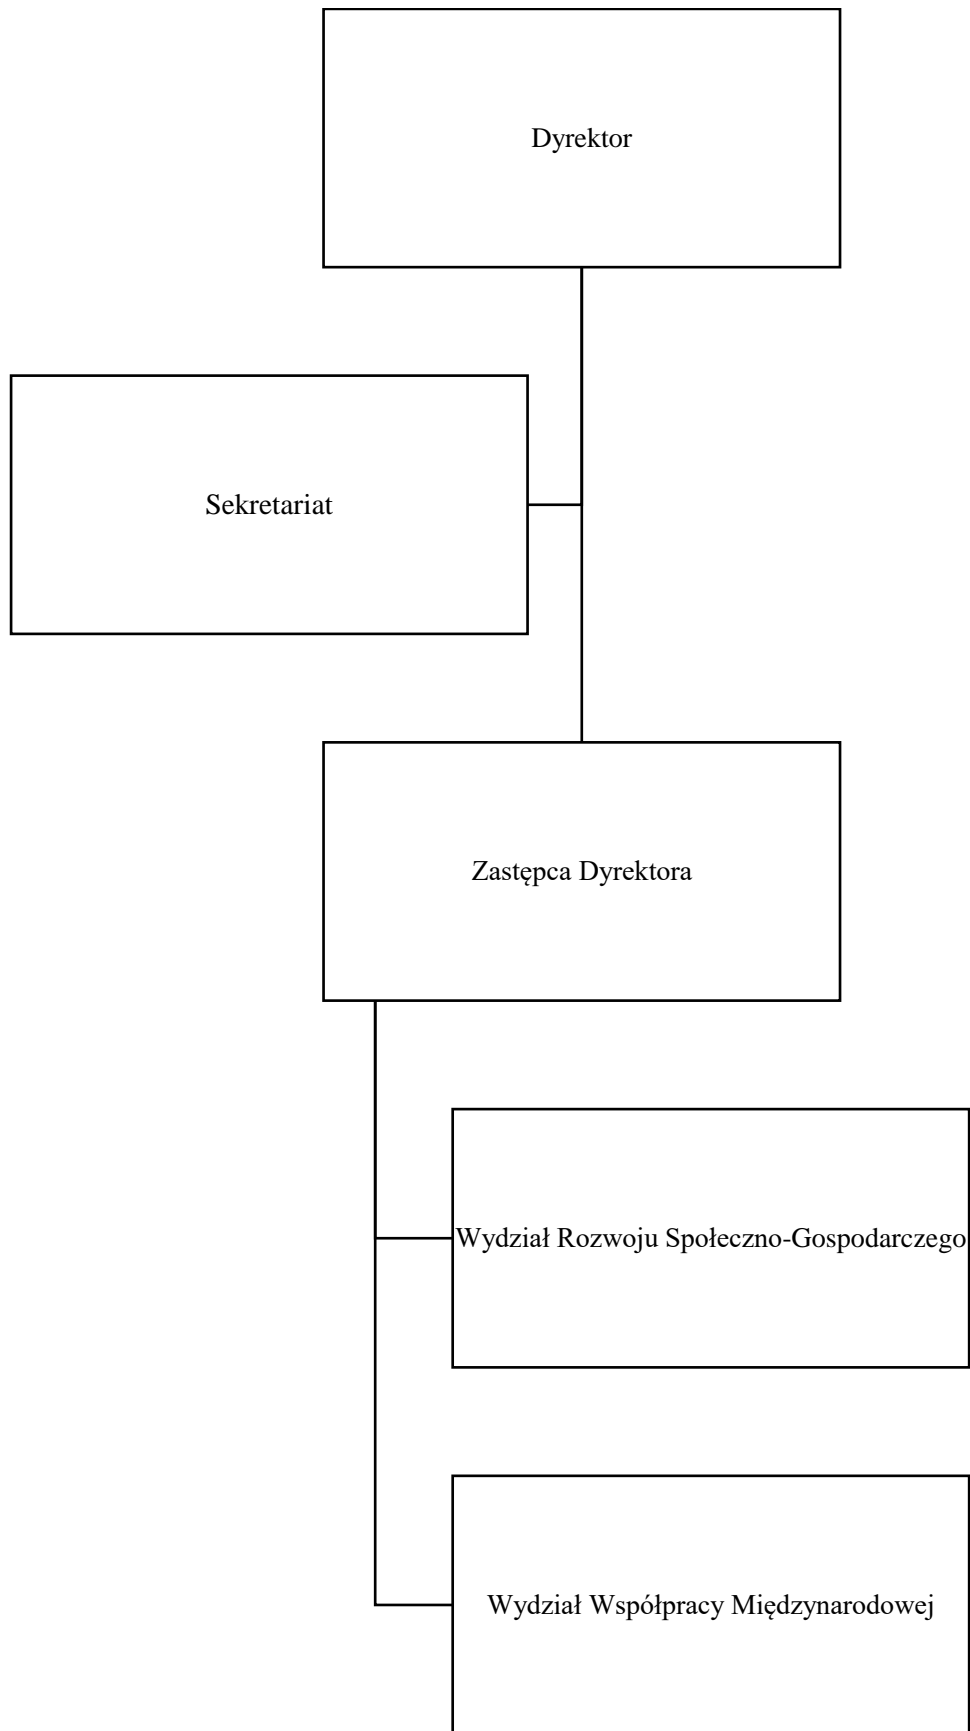 Dyrektor
Sekretariat
Zastępca Dyrektora
Wydział Rozwoju Społeczno-Gospodarczego
Wydział Współpracy Międzynarodowej